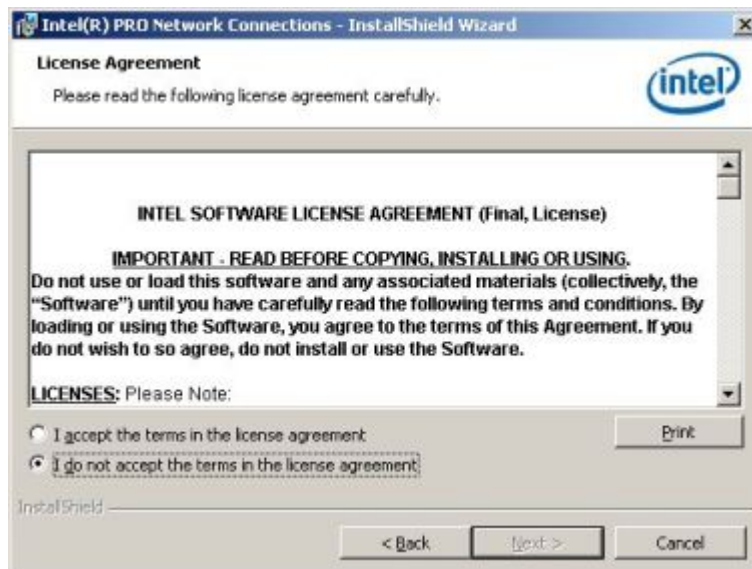 Intel(R) PRO Network Connections - InstallShield Wizard
License Agreement
Please read the following license agreement carefully.
intel
INTEL SOFTWARE LICENSE AGREEMENT (Final, License)
IMPORTANT - READ BEFORE COPYING, INSTALLING OR USING.
Do not use or load this software and any associated materials (collectively, the
“Software”) until you have carefully read the following terms and conditions. By
loading or using the Software, you agree to the terms of this Agreement. If you
do not wish to so agree, do not install or use the Software.
LICENSES: Please Note:
I accept the terms in the license agreement
Print
I do not accept the terms in the license agreement
InstallShield
< Back
Next >
Cancel